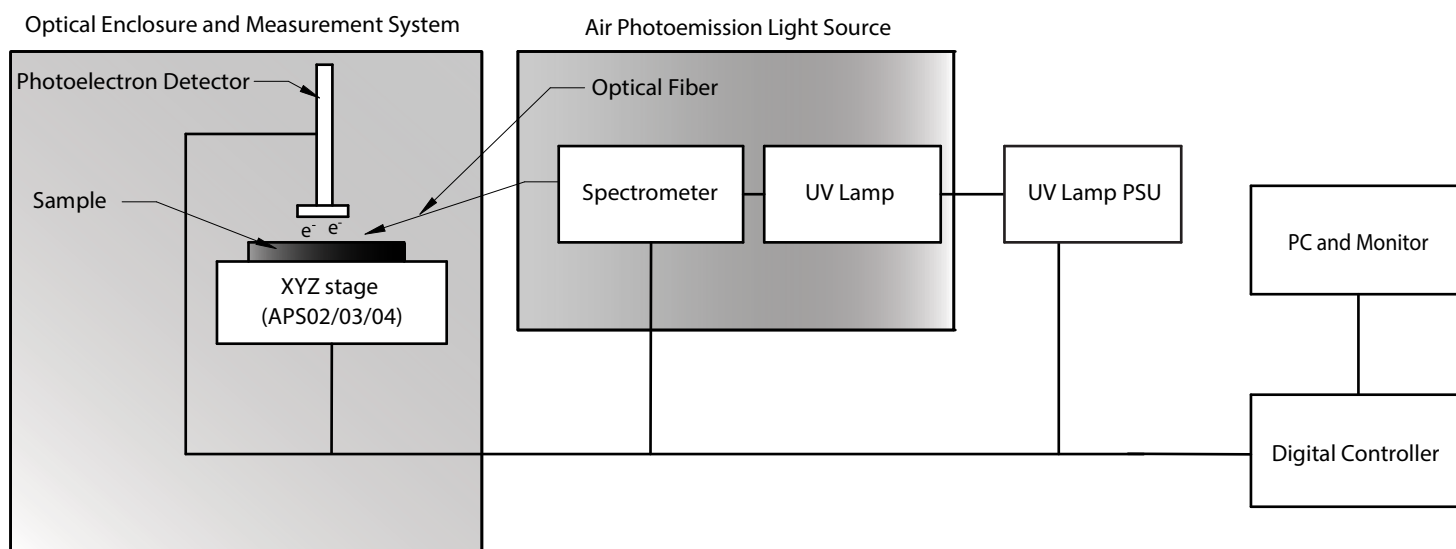 Optical Enclosure and Measurement System
Air Photoemission Light Source
Photoelectron Detector
Optical Fiber
Sample
Spectrometer
UV Lamp
UV Lamp PSU
PC and Monitor
e⁻ e⁻
XYZ stage
(APS02/03/04)
Digital Controller